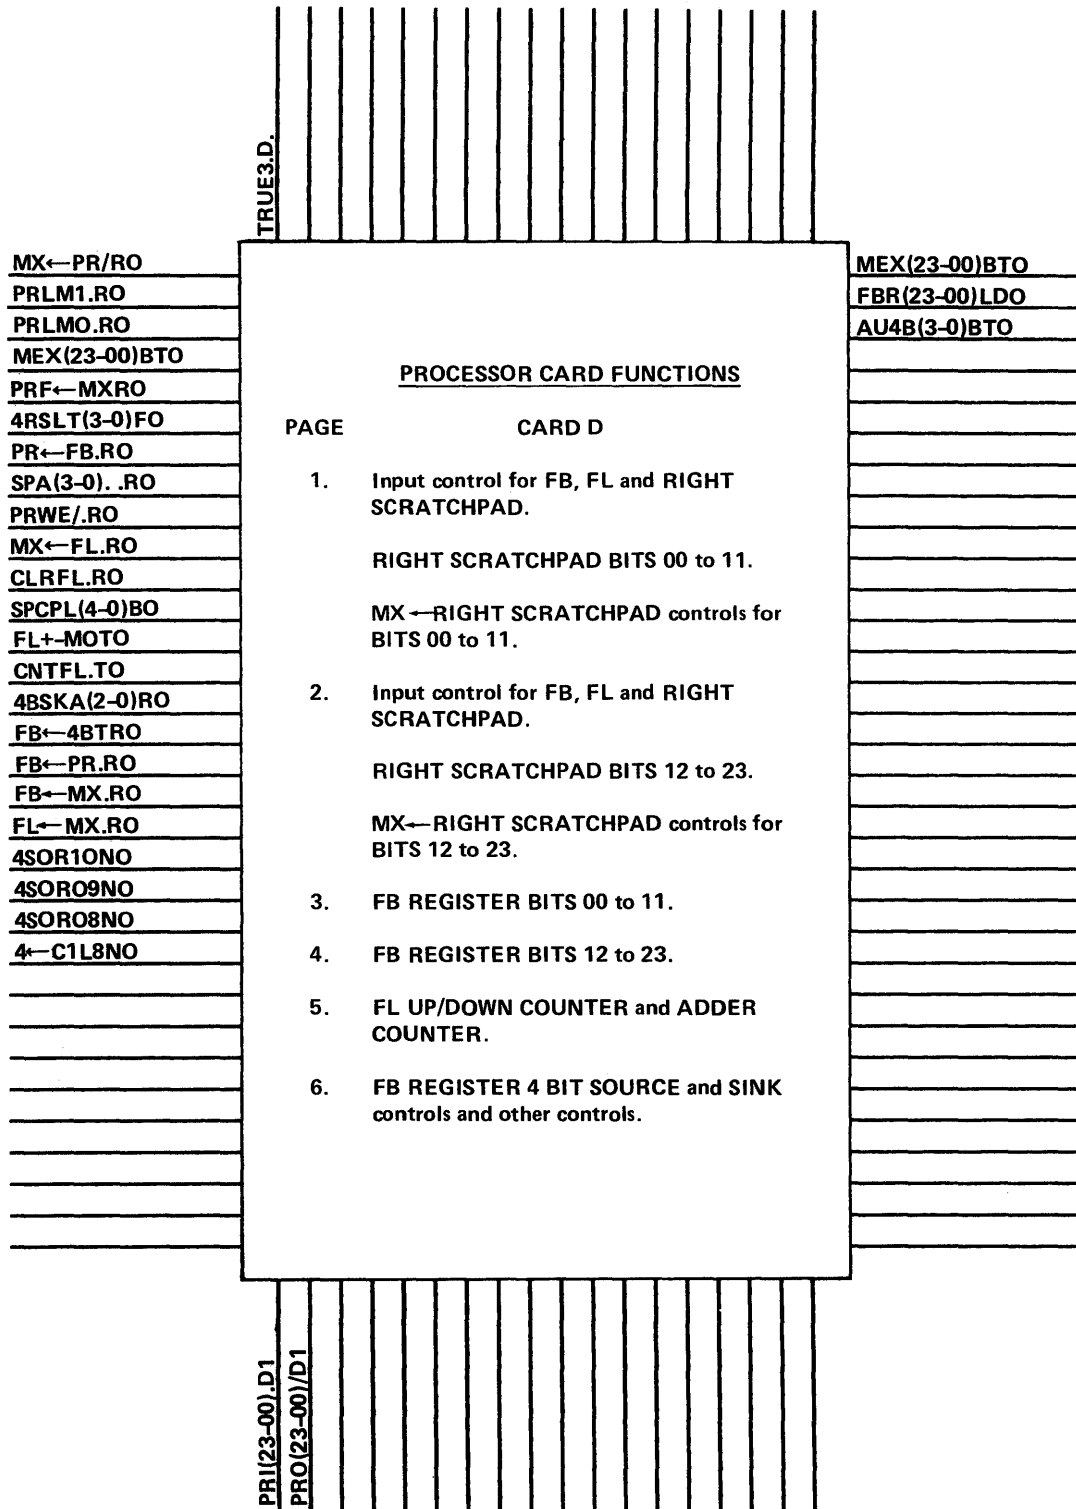 TRUE3.D.
MX←PR/RO
PRLM1.RO
PRLMO.RO
MEX(23-00)BTO
PRF←MXRO
4RSLT(3-0)FO
PR←FB.RO
SPA(3-0). .RO
PRWE/.RO
MX←FL.RO
CLRFL.RO
SPCPL(4-0)BO
FL+-MOTO
CNTFL.TO
4BSKA(2-0)RO
FB←4BTRO
FB←PR.RO
FB←MX.RO
FL←MX.RO
4SOR1ONO
4SORO9NO
4SORO8NO
4←C1L8NO
PROCESSOR CARD FUNCTIONS
PAGE CARD D
1. Input control for FB, FL and RIGHT
SCRATCHPAD.
RIGHT SCRATCHPAD BITS 00 to 11.
MX←RIGHT SCRATCHPAD controls for
BITS 00 to 11.
2. Input control for FB, FL and RIGHT
SCRATCHPAD.
RIGHT SCRATCHPAD BITS 12 to 23.
MX←RIGHT SCRATCHPAD controls for
BITS 12 to 23.
3. FB REGISTER BITS 00 to 11.
4. FB REGISTER BITS 12 to 23.
5. FL UP/DOWN COUNTER and ADDER
COUNTER.
6. FB REGISTER 4 BIT SOURCE and SINK
controls and other controls.
MEX(23-00)BTO
FBR(23-00)LDO
AU4B(3-0)BTO
PRI(23-00).D1
PRO(23-00)/D1